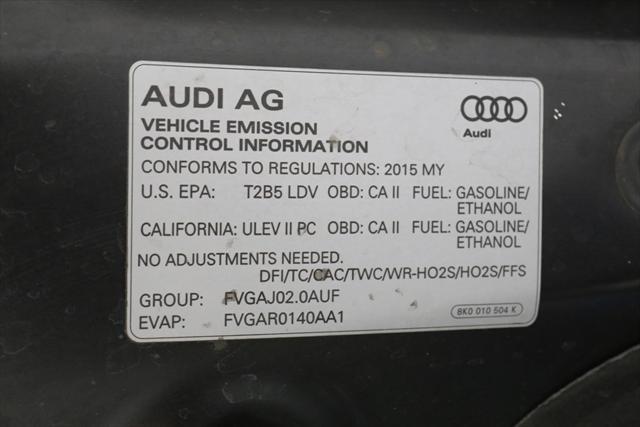 AUDI AG
Audi
VEHICLE EMISSION
CONTROL INFORMATION
CONFORMS TO REGULATIONS: 2015 MY
U.S. EPA: T2B5 LDV OBD: CA II FUEL: GASOLINE/
ETHANOL
CALIFORNIA: ULEV II PC OBD: CA II FUEL: GASOLINE/
ETHANOL
NO ADJUSTMENTS NEEDED.
DFI/TC/CAC/TWC/WR-HO2S/HO2S/FFS
GROUP: FVGAJ02.0AUF
EVAP: FVGAR0140AA1
8K0 010 504 K